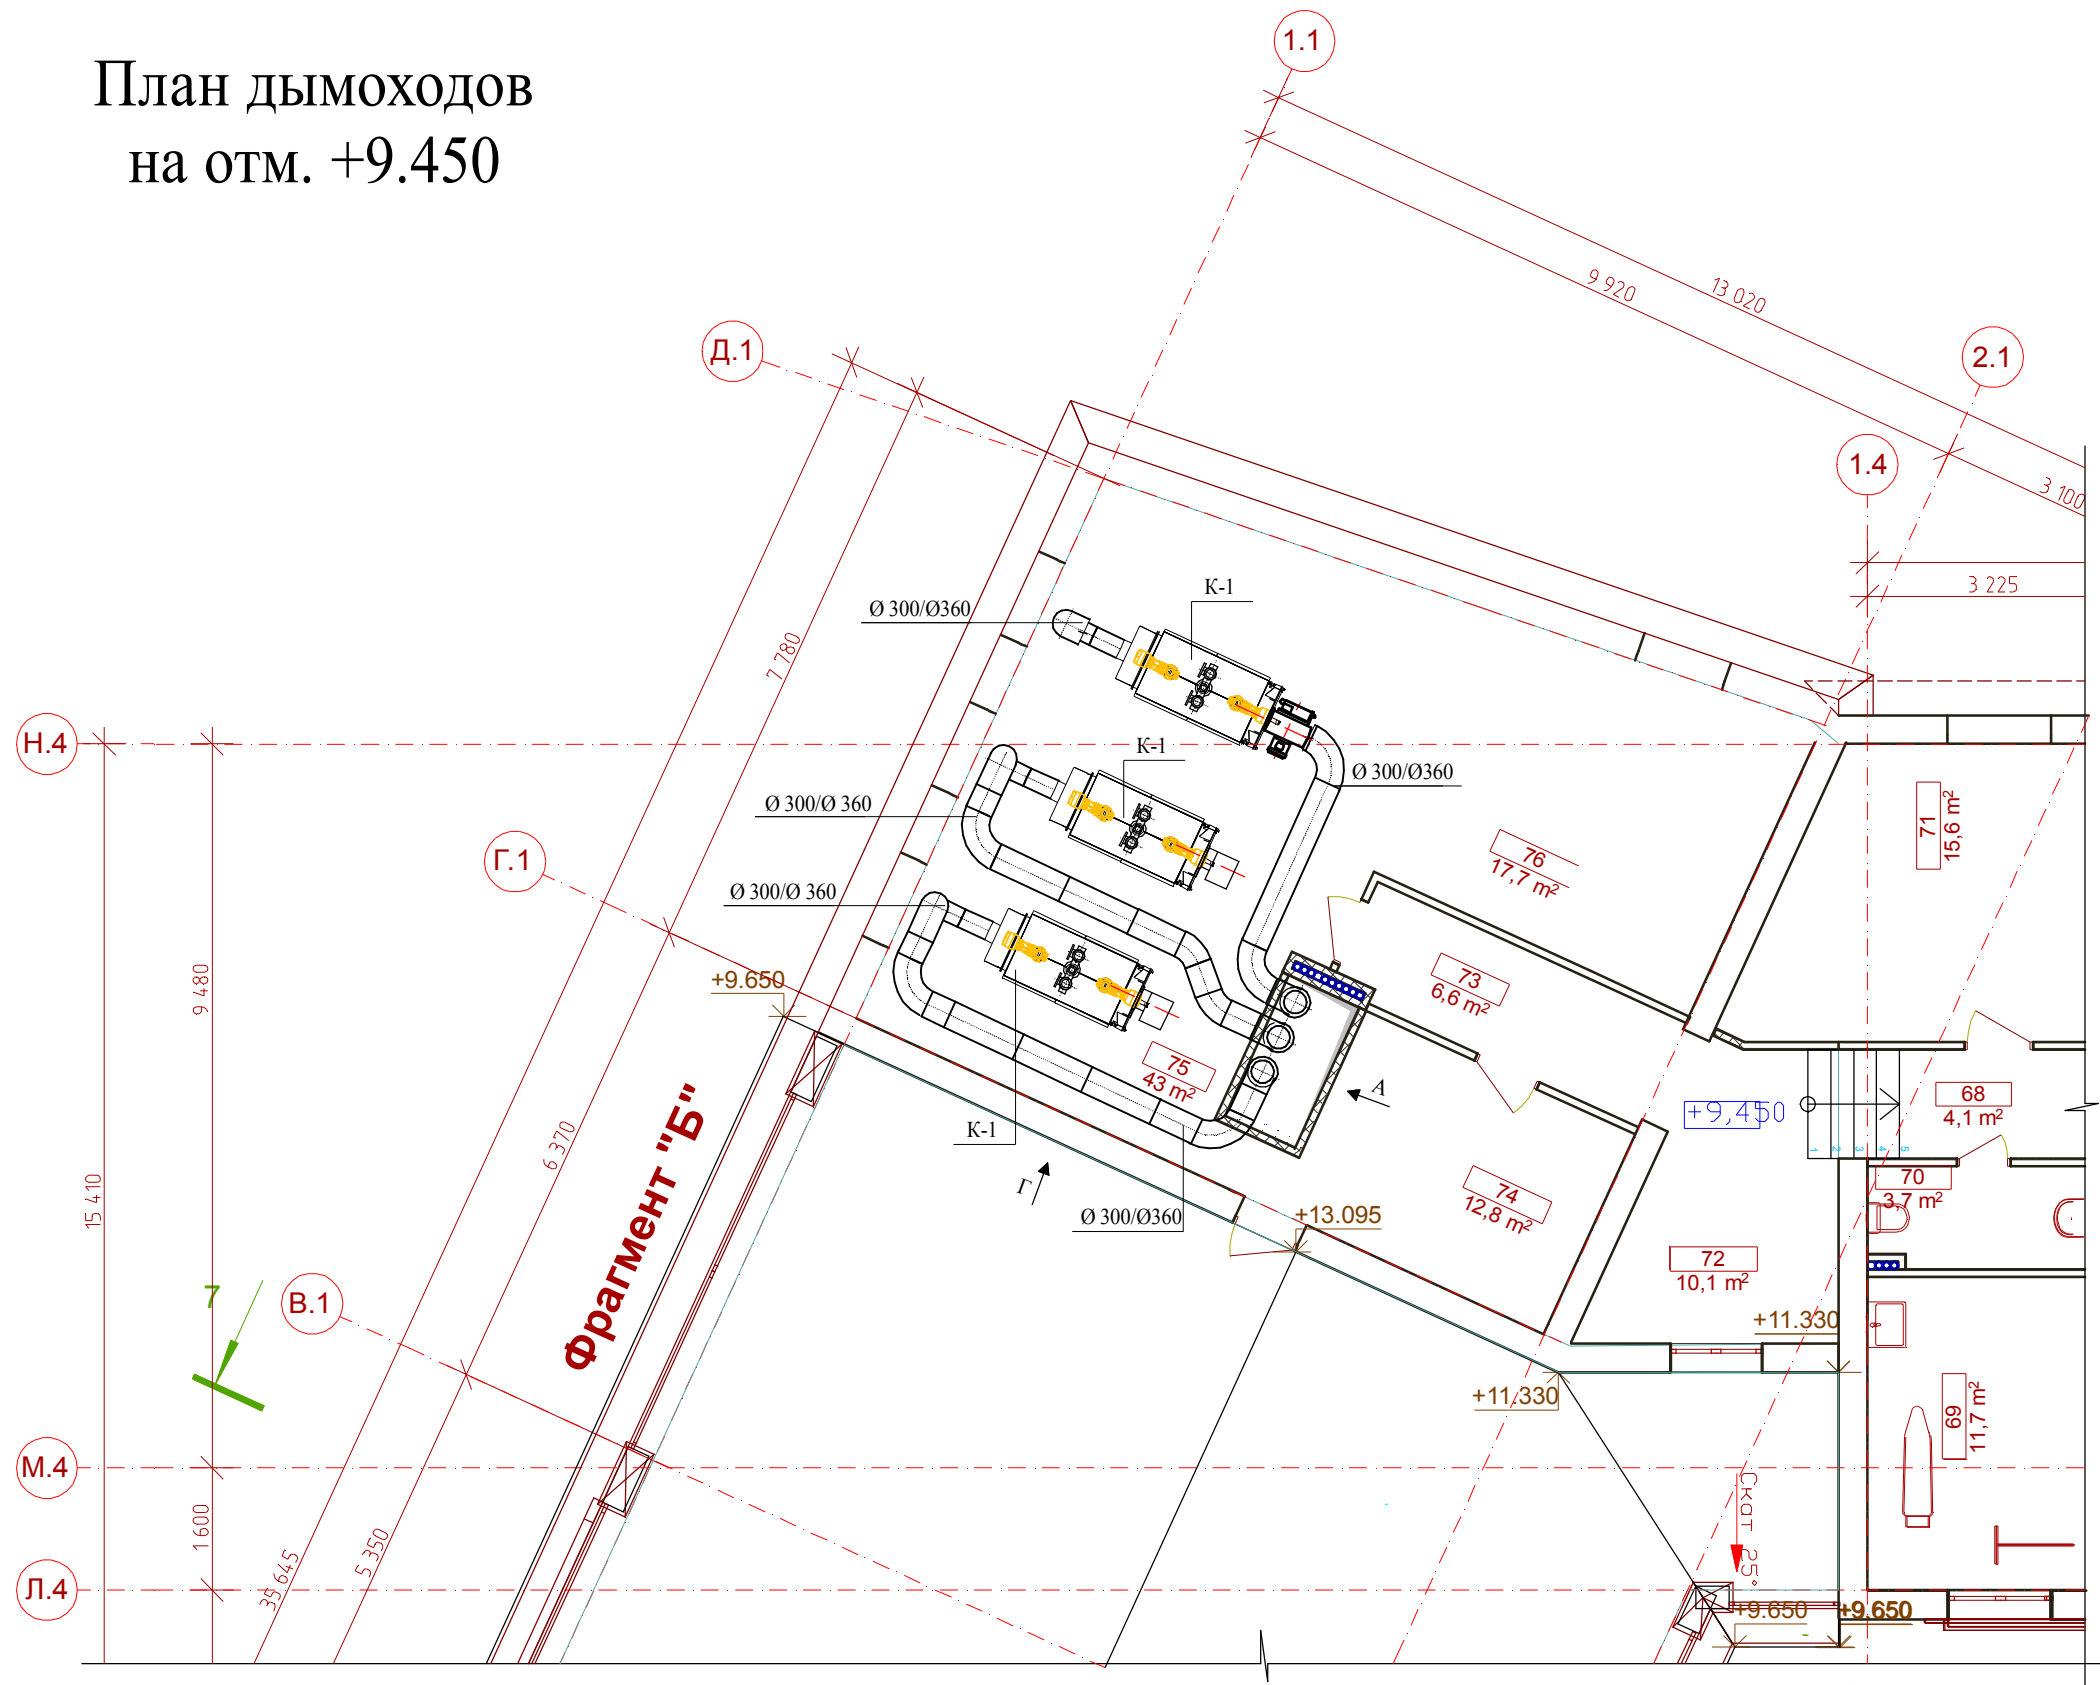 План дымоходов
на отм. +9.450
1.1
9 920
13 020
Д.1
2.1
1.4
3 100
3 225
К-1
Ø 300/Ø360
7 780
Н.4
К-1
Ø 300/Ø360
Ø 300/Ø 360
71
15,6 m²
76
17,7 m²
Г.1
Ø 300/Ø 360
9 480
+9.650
73
6,6 m²
75
43 m²
А
68
4,1 m²
+9,450
1 2 3 4 5
К-1
6 370
Фрагмент "Б"
15 410
Г
Ø 300/Ø360
+13.095
74
12,8 m²
70
3,7 m²
72
10,1 m²
7
В.1
+11.330
+11.330
69
11,7 m²
М.4
Скат 25°
1 600
35 645
5 350
Л.4
+9.650
+9.650